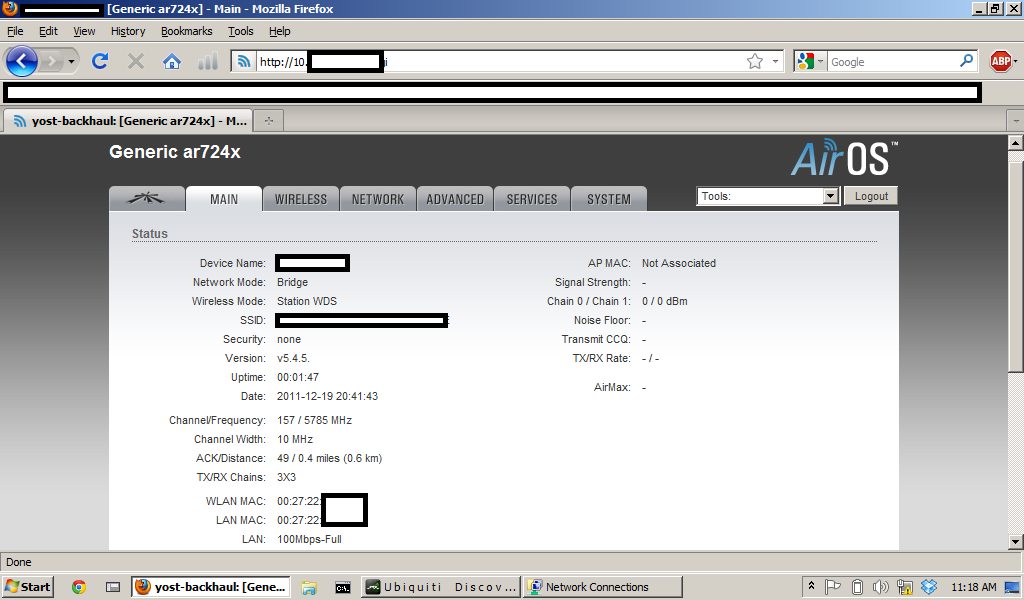 [Generic ar724x] - Main - Mozilla Firefox
File Edit View History Bookmarks Tools Help
http://10. Google ABP
yost-backhaul: [Generic ar724x] - M...
Generic ar724x
AirOS™
MAIN WIRELESS NETWORK ADVANCED SERVICES SYSTEM Tools: Logout
Status
Device Name: AP MAC: Not Associated
Network Mode: Bridge Signal Strength: -
Wireless Mode: Station WDS Chain 0 / Chain 1: 0 / 0 dBm
SSID: Noise Floor: -
Security: none Transmit CCQ: -
Version: v5.4.5. TX/RX Rate: - / -
Uptime: 00:01:47 AirMax: -
Date: 2011-12-19 20:41:43
Channel/Frequency: 157 / 5785 MHz
Channel Width: 10 MHz
ACK/Distance: 49 / 0.4 miles (0.6 km)
TX/RX Chains: 3X3
WLAN MAC: 00:27:22:
LAN MAC: 00:27:22:
LAN: 100Mbps-Full
Done
Start yost-backhaul: [Gene... Ubiquiti Discov... Network Connections 11:18 AM